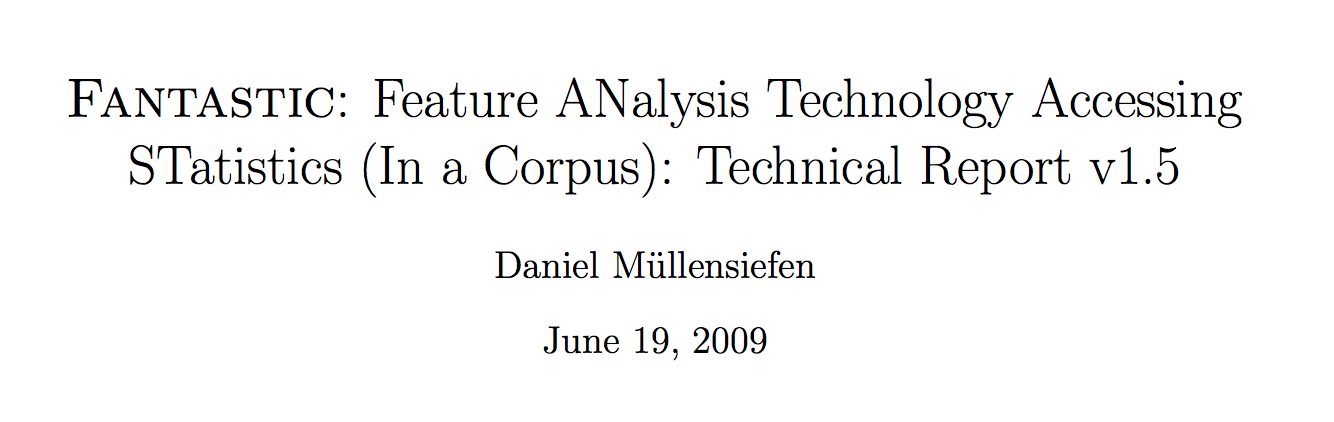 FANTASTIC: Feature ANalysis Technology Accessing
STatistics (In a Corpus): Technical Report v1.5
Daniel Müllensiefen
June 19, 2009